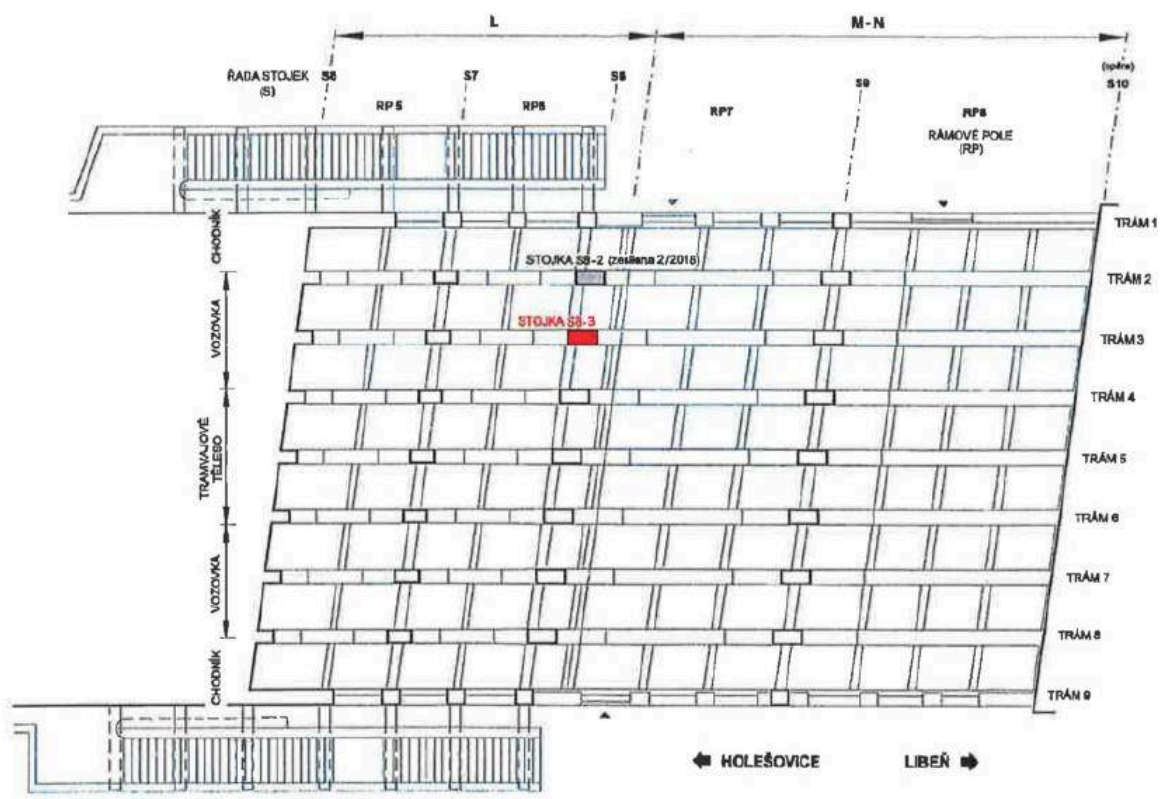 L
M-N
ŘADA STOJEK
(S)
S6
S7
S8
S9
(opěra)
S10
RP 5
RP6
RP7
RP8
RÁMOVÉ POLE
(RP)
CHODNÍK
VOZOVKA
TRAMVAJOVÉ
TĚLESO
VOZOVKA
CHODNÍK
STOJKA S8-2 (zesílena 2/2018)
STOJKA S8-3
TRÁM 1
TRÁM 2
TRÁM 3
TRÁM 4
TRÁM 5
TRÁM 6
TRÁM 7
TRÁM 8
TRÁM 9
HOLEŠOVICE
LIBEŇ